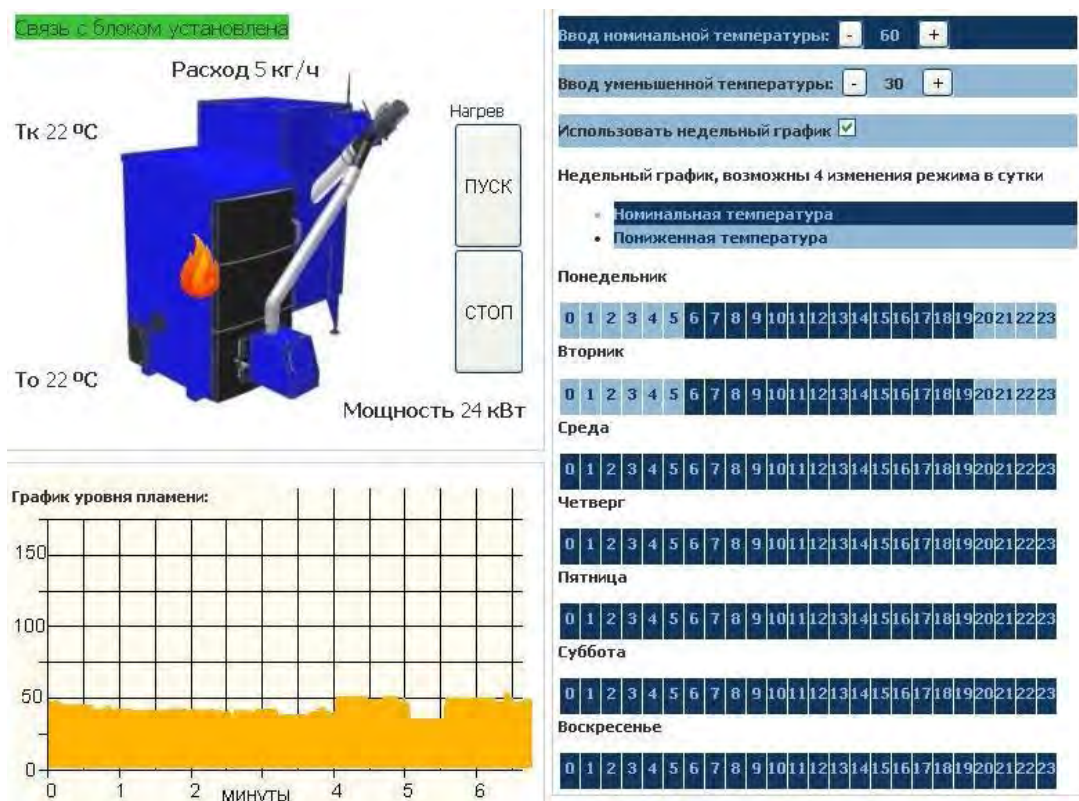 Связь с блоком установлена
Расход 5 кг/ч
Тк 22 ºС
Нагрев
ПУСК
СТОП
То 22 ºС
Мощность 24 кВт
График уровня пламени:
150
100
50
0
0 1 2 минуты 4 5 6
Ввод номинальной температуры: - 60 +
Ввод уменьшенной температуры: - 30 +
Использовать недельный график
Недельный график, возможны 4 изменения режима в сутки
Номинальная температура
Пониженная температура
Понедельник
0 1 2 3 4 5 6 7 8 9 10 11 12 13 14 15 16 17 18 19 20 21 22 23
Вторник
0 1 2 3 4 5 6 7 8 9 10 11 12 13 14 15 16 17 18 19 20 21 22 23
Среда
0 1 2 3 4 5 6 7 8 9 10 11 12 13 14 15 16 17 18 19 20 21 22 23
Четверг
0 1 2 3 4 5 6 7 8 9 10 11 12 13 14 15 16 17 18 19 20 21 22 23
Пятница
0 1 2 3 4 5 6 7 8 9 10 11 12 13 14 15 16 17 18 19 20 21 22 23
Суббота
0 1 2 3 4 5 6 7 8 9 10 11 12 13 14 15 16 17 18 19 20 21 22 23
Воскресенье
0 1 2 3 4 5 6 7 8 9 10 11 12 13 14 15 16 17 18 19 20 21 22 23